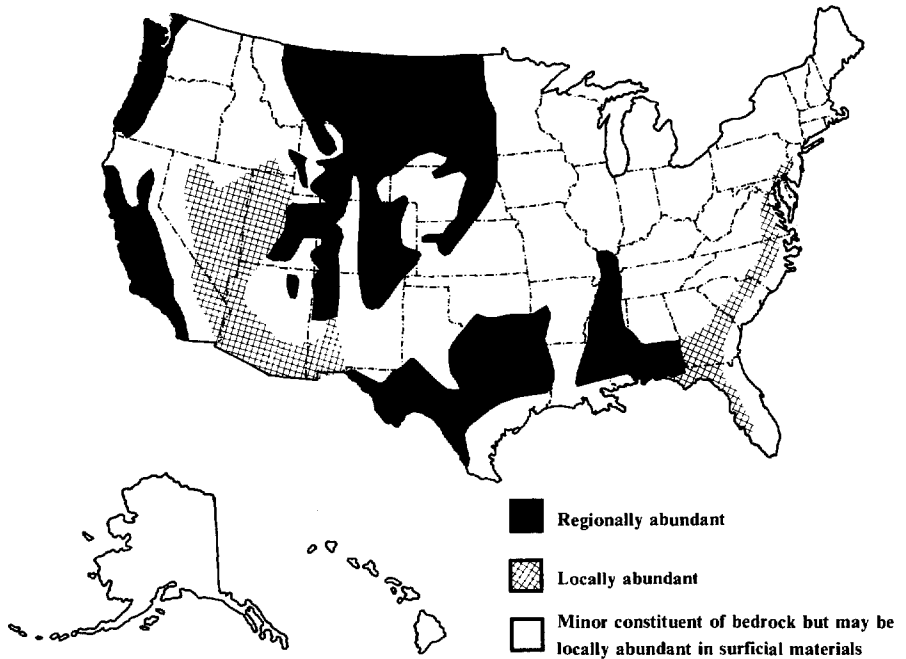 Regionally abundant
Locally abundant
Minor constituent of bedrock but may be
locally abundant in surficial materials